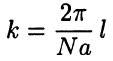 k = \frac{2\pi}{Na} l